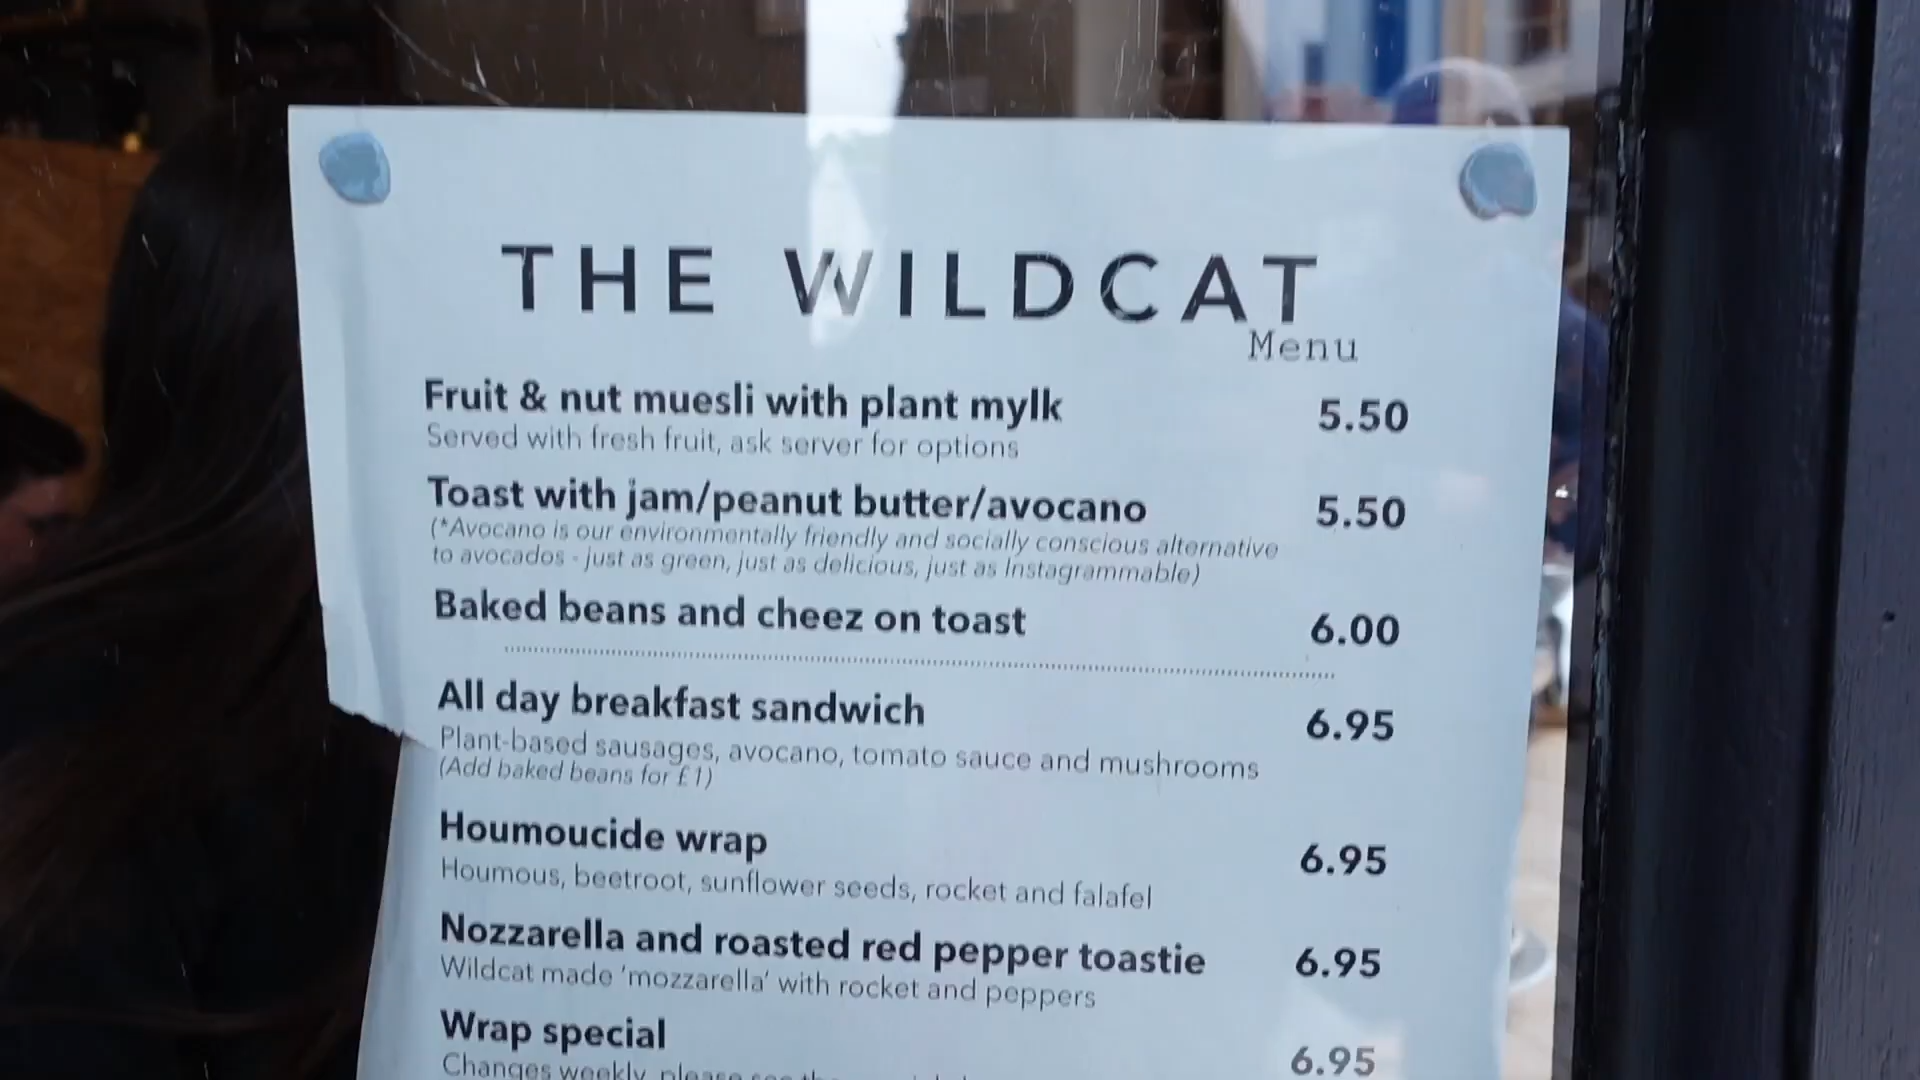 THE WILDCAT
Menu
Fruit & nut muesli with plant mylk 5.50
Served with fresh fruit, ask server for options
Toast with jam/peanut butter/avocano 5.50
(*Avocano is our environmentally friendly and socially conscious alternative
to avocados - just as green, just as delicious, just as Instagrammable)
Baked beans and cheez on toast 6.00
All day breakfast sandwich 6.95
Plant-based sausages, avocano, tomato sauce and mushrooms
(Add baked beans for £1)
Houmoucide wrap 6.95
Houmous, beetroot, sunflower seeds, rocket and falafel
Nozzarella and roasted red pepper toastie 6.95
Wildcat made 'mozzarella' with rocket and peppers
Wrap special 6.95
Changes weekly, please see the